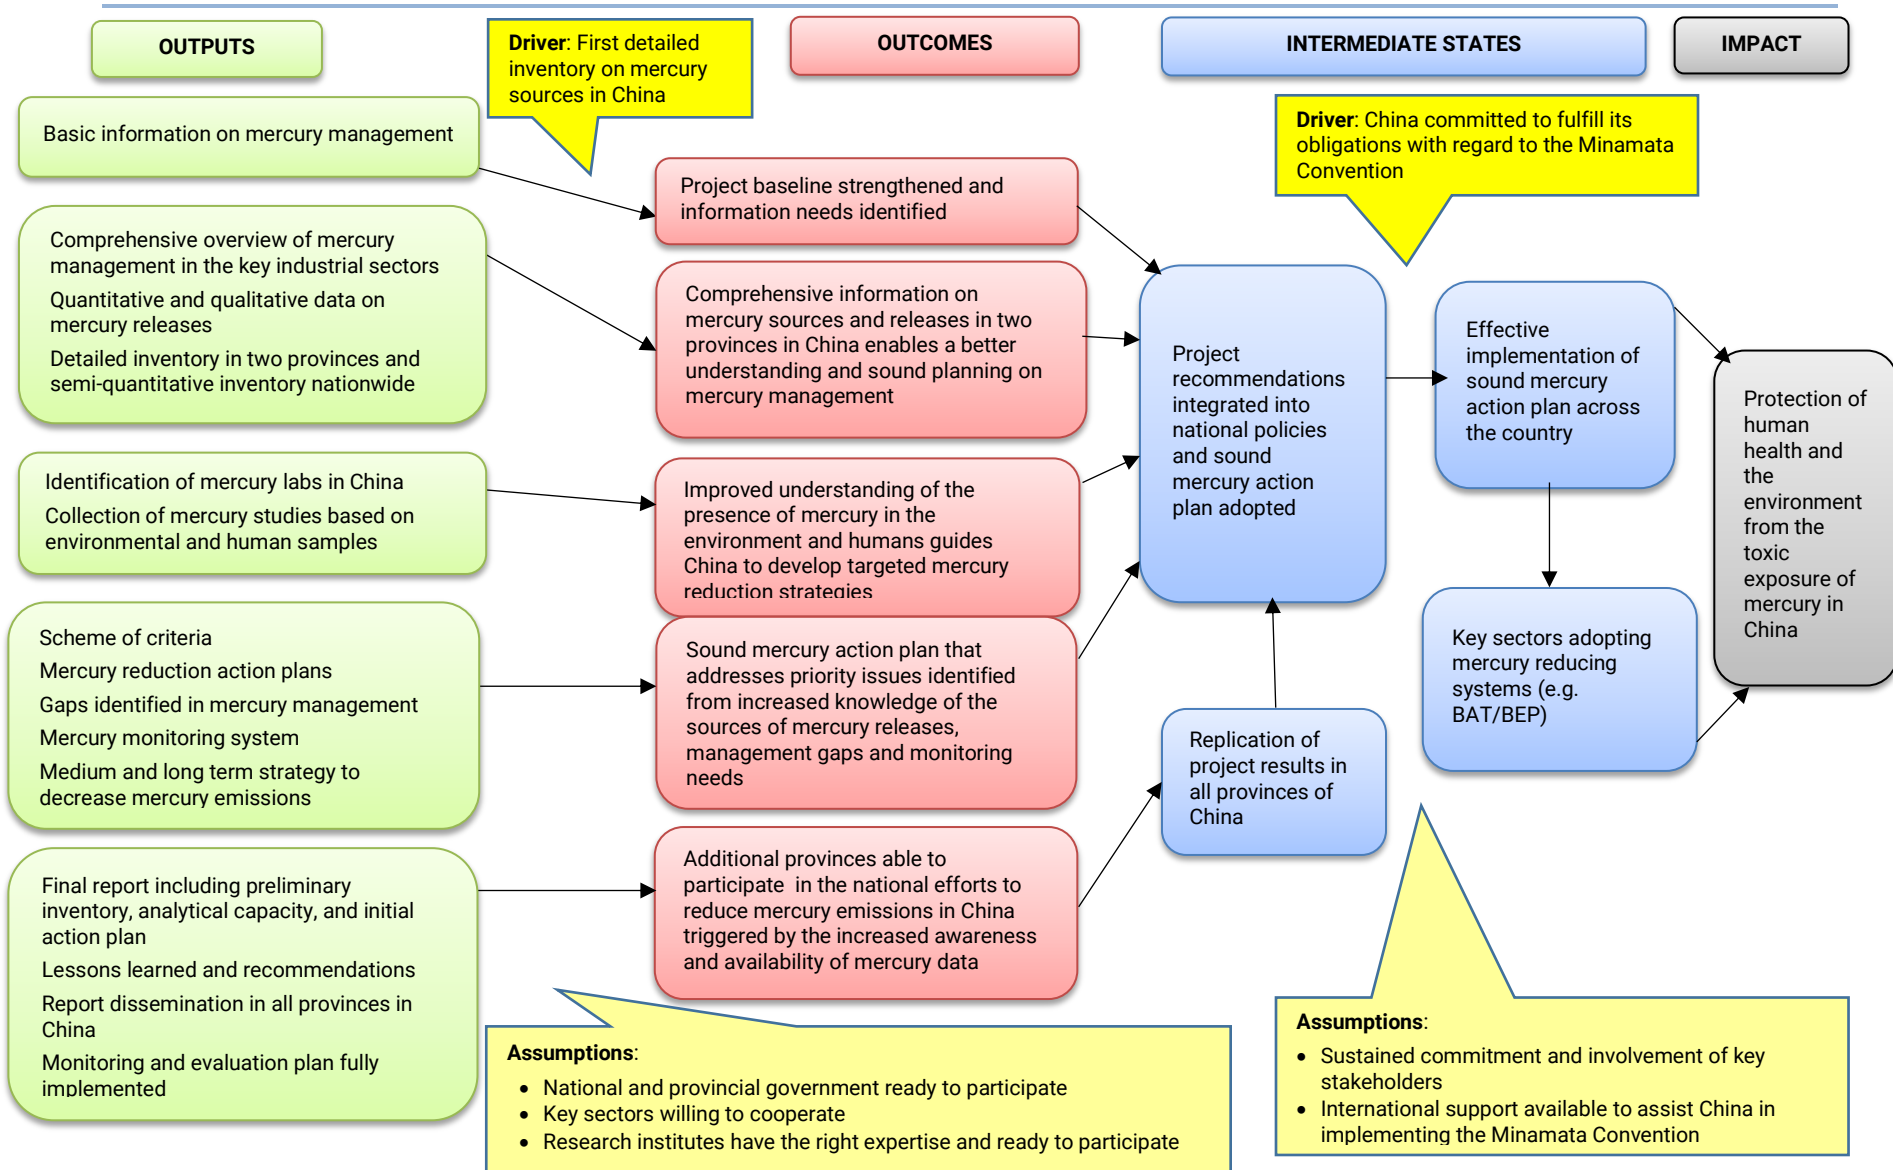 OUTPUTS
Driver: First detailed
inventory on mercury
sources in China
OUTCOMES
INTERMEDIATE STATES
IMPACT
Basic information on mercury management
Driver: China committed to fulfill its
obligations with regard to the Minamata
Convention
Project baseline strengthened and
information needs identified
Comprehensive overview of mercury
management in the key industrial sectors
Quantitative and qualitative data on
mercury releases
Detailed inventory in two provinces and
semi-quantitative inventory nationwide
Comprehensive information on
mercury sources and releases in two
provinces in China enables a better
understanding and sound planning on
mercury management
Project
recommendations
integrated into
national policies
and sound
mercury action
plan adopted
Effective
implementation of
sound mercury
action plan across
the country
Protection of
human
health and
the
environment
from the
toxic
exposure of
mercury in
China
Identification of mercury labs in China
Collection of mercury studies based on
environmental and human samples
Improved understanding of the
presence of mercury in the
environment and humans guides
China to develop targeted mercury
reduction strategies
Scheme of criteria
Mercury reduction action plans
Gaps identified in mercury management
Mercury monitoring system
Medium and long term strategy to
decrease mercury emissions
Sound mercury action plan that
addresses priority issues identified
from increased knowledge of the
sources of mercury releases,
management gaps and monitoring
needs
Key sectors adopting
mercury reducing
systems (e.g.
BAT/BEP)
Replication of
project results in
all provinces of
China
Final report including preliminary
inventory, analytical capacity, and initial
action plan
Lessons learned and recommendations
Report dissemination in all provinces in
China
Monitoring and evaluation plan fully
implemented
Additional provinces able to
participate in the national efforts to
reduce mercury emissions in China
triggered by the increased awareness
and availability of mercury data
Assumptions:
• National and provincial government ready to participate
• Key sectors willing to cooperate
• Research institutes have the right expertise and ready to participate
Assumptions:
• Sustained commitment and involvement of key
stakeholders
• International support available to assist China in
implementing the Minamata Convention